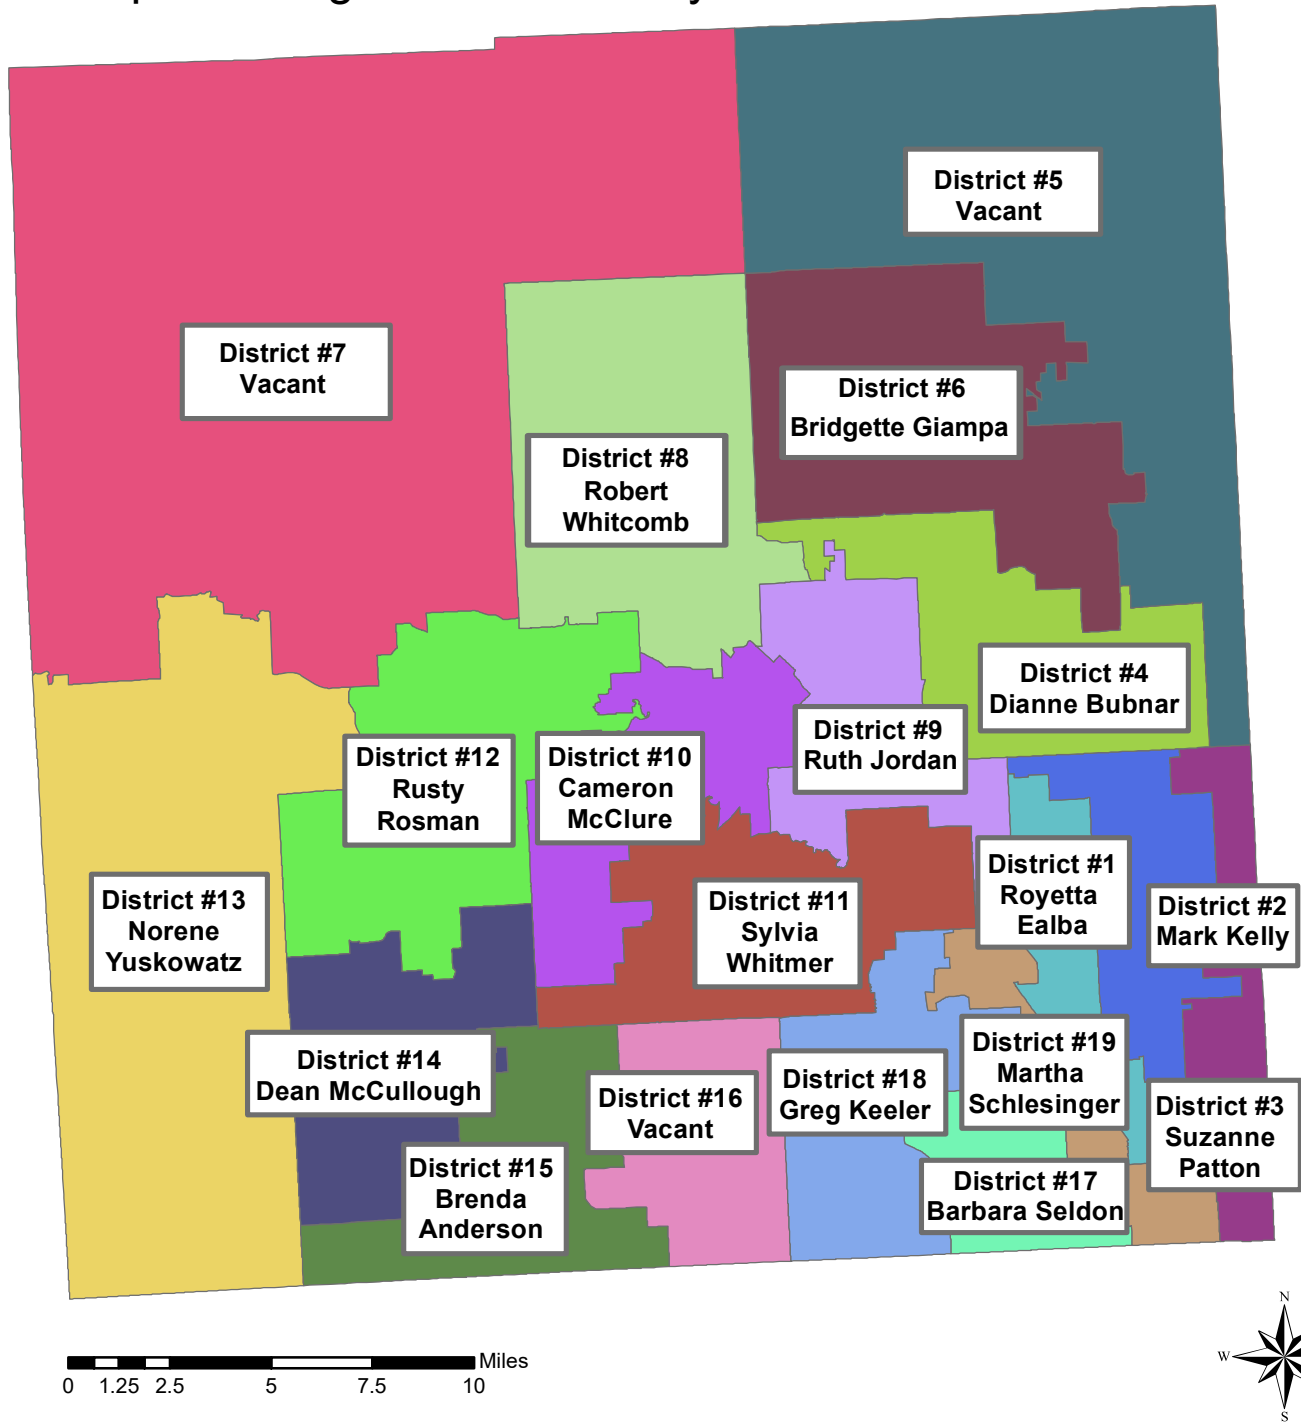 District #5
Vacant
District #7
Vacant
District #6
Bridgette Giampa
District #8
Robert
Whitcomb
District #4
Dianne Bubnar
District #9
Ruth Jordan
District #12
Rusty
Rosman
District #10
Cameron
McClure
District #1
Royetta
Ealba
District #13
Norene
Yuskowatz
District #11
Sylvia
Whitmer
District #2
Mark Kelly
District #14
Dean McCullough
District #19
Martha
Schlesinger
District #18
Greg Keeler
District #16
Vacant
District #3
Suzanne
Patton
District #15
Brenda
Anderson
District #17
Barbara Seldon
N
W
S
Miles
0 1.25 2.5 5 7.5 10